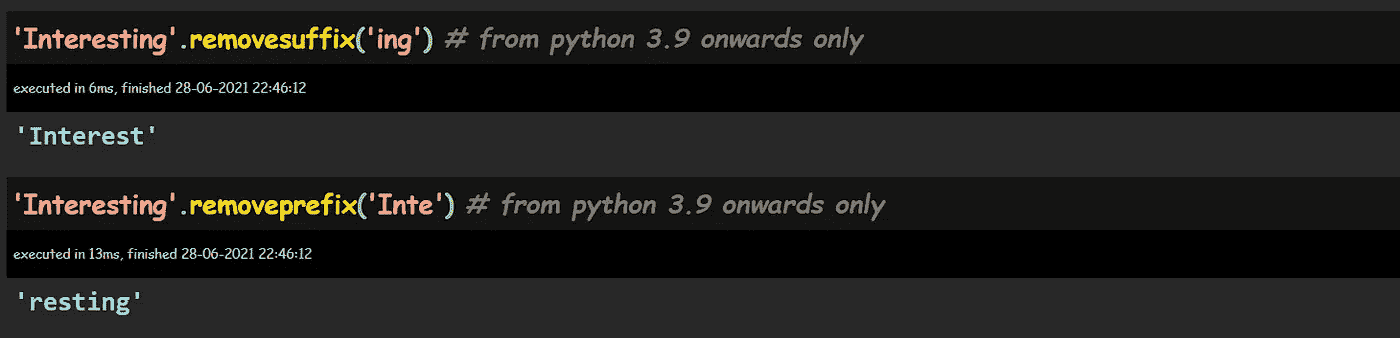 'Interesting'.removesuffix('ing') # from python 3.9 onwards only
executed in 6ms, finished 28-06-2021 22:46:12
'Interest'
'Interesting'.removeprefix('Inte') # from python 3.9 onwards only
executed in 13ms, finished 28-06-2021 22:46:12
'resting'